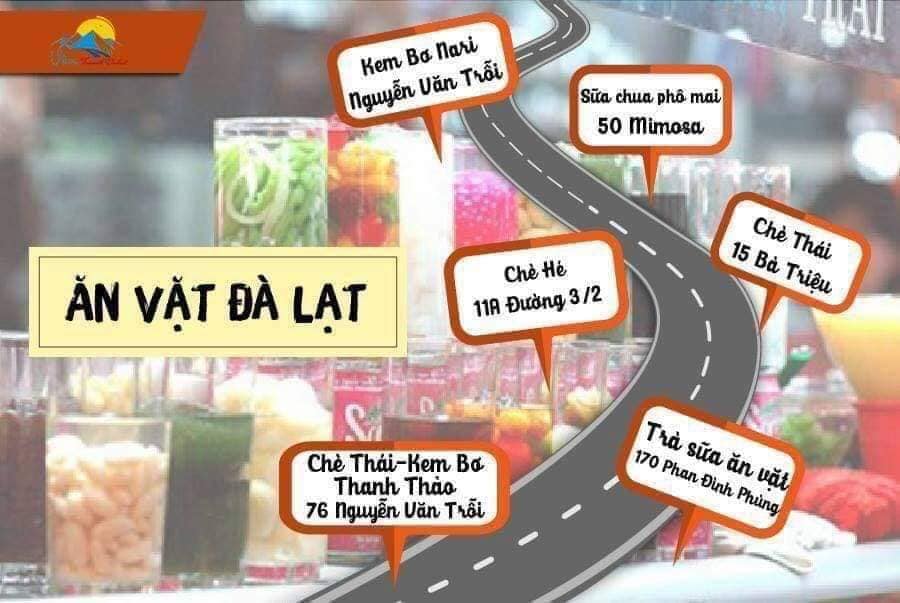 TRÁI
Kem Bơ Nari
Nguyễn Văn Trỗi
Sữa chua phô mai
50 Mimosa
Chè Thái
15 Bà Triệu
Chè Hé
11A Đường 3/2
ĂN VẶT ĐÀ LẠT
Trà sữa ăn vặt
170 Phan Đình Phùng
Chè Thái-Kem Bơ
Thanh Thảo
76 Nguyễn Văn Trỗi